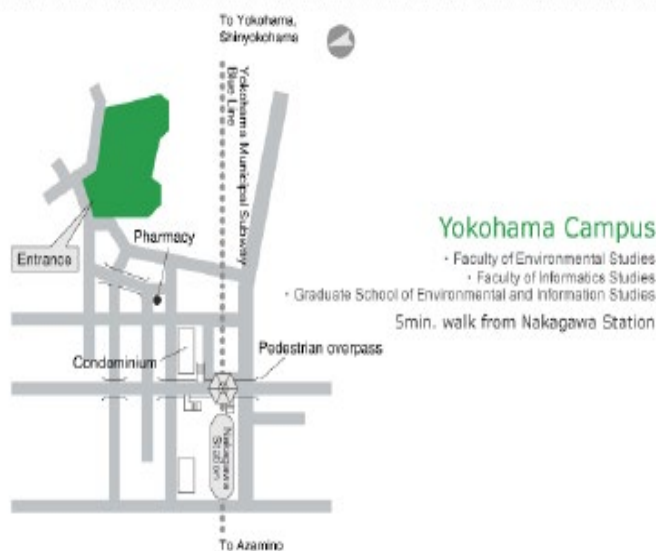 To Yokohama,
Shinyokohama
Yokohama Municipal Subway
Blue Line
Pharmacy
Entrance
Yokohama Campus
・Faculty of Environmental Studies
・Faculty of Informatics Studies
・Graduate School of Environmental and Information Studies
5min. walk from Nakagawa Station
Pedestrian overpass
Condominium
Nakagawa
Station
To Azamino